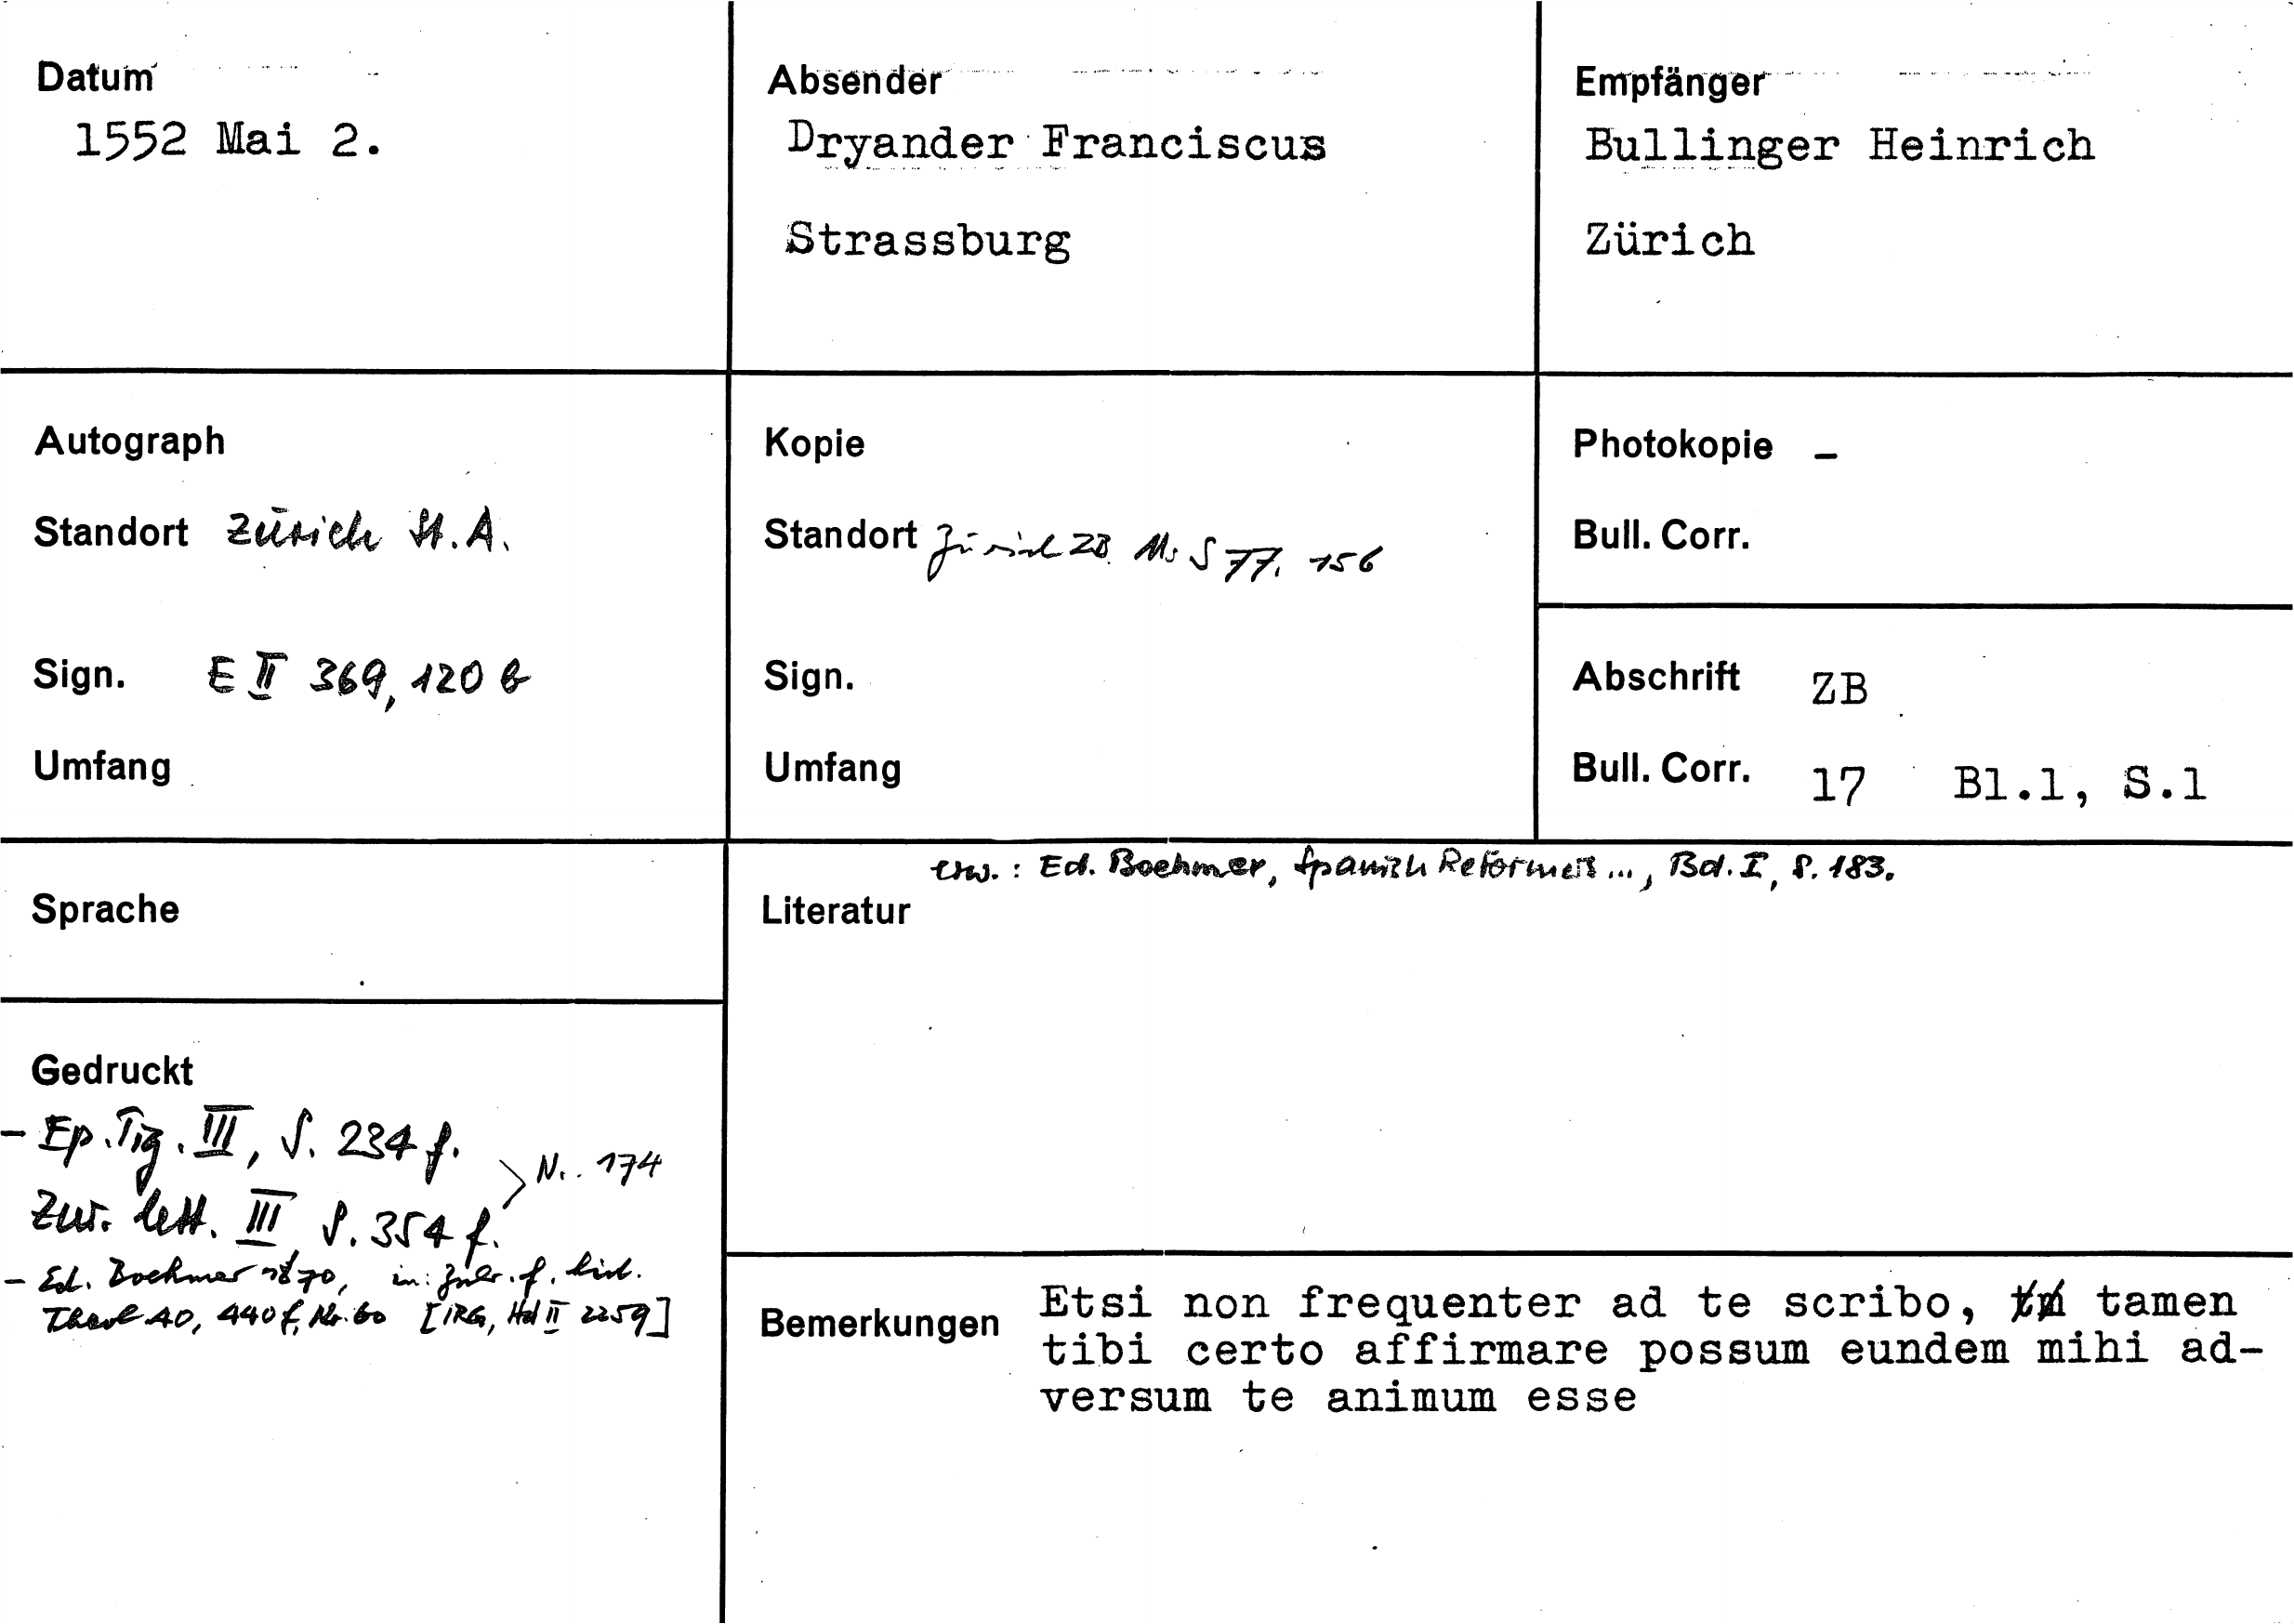 Datum
1552 Mai 2.
Absender
Dryander Franciscus
Strassburg
Empfänger
Bullinger Heinrich
Zürich
Autograph
Standort Zürich St. A.
Sign. E II 369, 120 b
Umfang
Kopie
Standort Zürich ZB Ms S 77. 156
Sign.
Umfang
Photokopie –
Bull. Corr.
Abschrift ZB
Bull. Corr. 17 Bl.1, S.1
Sprache
Gedruckt
– Ep. Tig. III, S. 234 f.
Zur. lett. III S. 354 f.
> Nr. 174
– Ed. Boehmer 1870, in: f. hist.
Theol 40, 440 f, Nr. 60 [IRG, Hd II 2259]
erw.: Ed. Boehmer, Spanish Reformers..., Bd. I, S. 183.
Literatur
Bemerkungen
Etsi non frequenter ad te scribo, tamen
tibi certo affirmare possum eundem mihi ad-
versum te animum esse